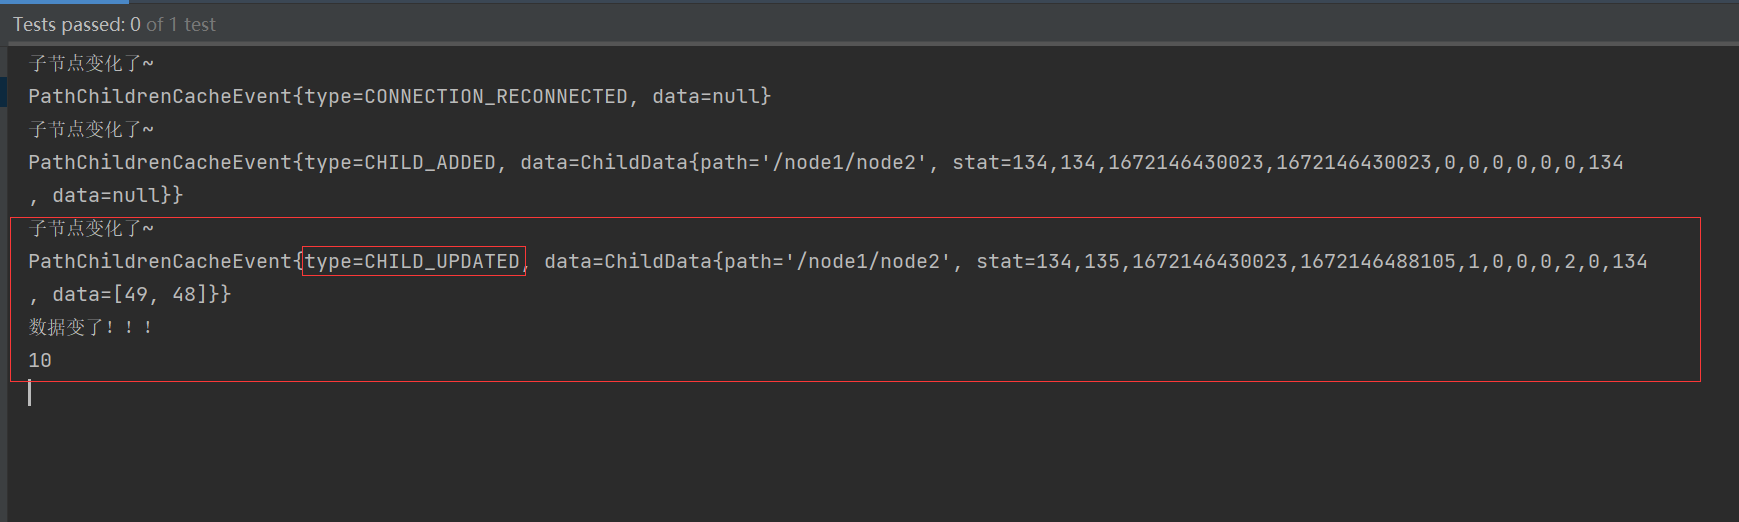 Tests passed: 0 of 1 test
子节点变化了~
PathChildrenCacheEvent{type=CONNECTION_RECONNECTED, data=null}
子节点变化了~
PathChildrenCacheEvent{type=CHILD_ADDED, data=ChildData{path='/node1/node2', stat=134,134,1672146430023,1672146430023,0,0,0,0,0,0,134
, data=null}}
子节点变化了~
PathChildrenCacheEvent{type=CHILD_UPDATED, data=ChildData{path='/node1/node2', stat=134,135,1672146430023,1672146488105,1,0,0,0,2,0,134
, data=[49, 48]}}
数据变了！！！
10